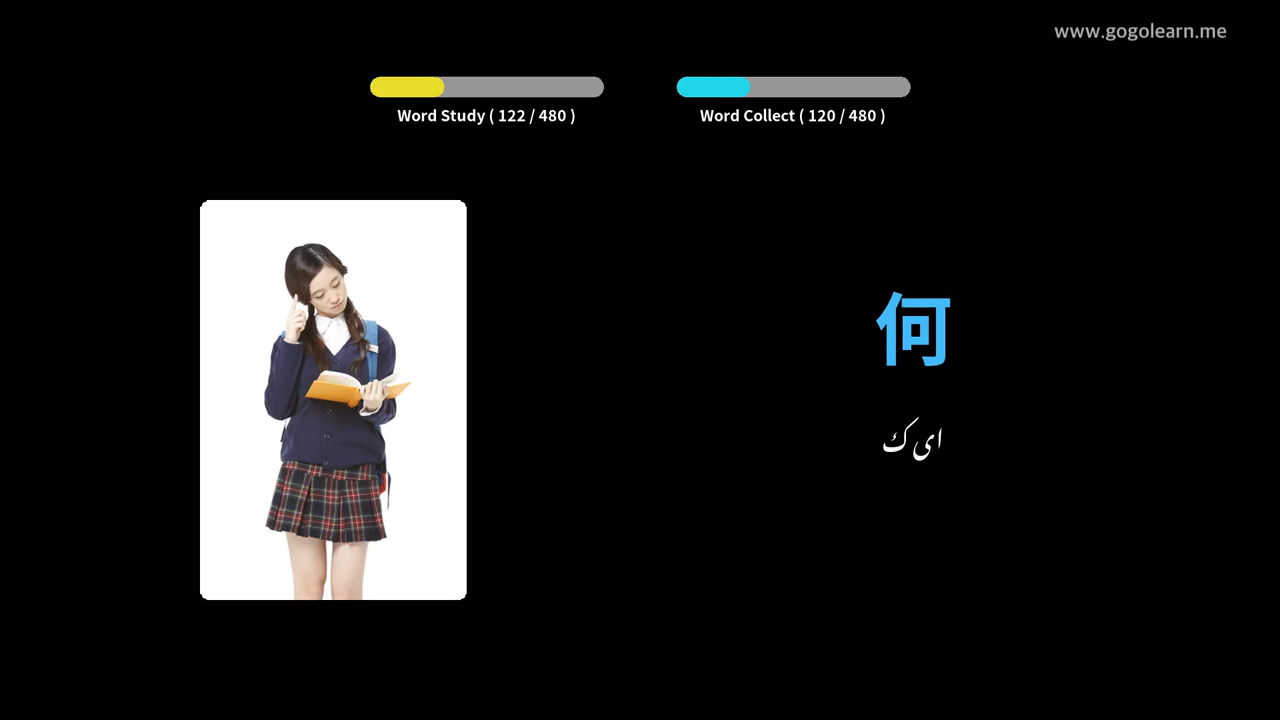 www.gogolearn.me
Word Study ( 122 / 480 )
Word Collect ( 120 / 480 )
何
ای ک